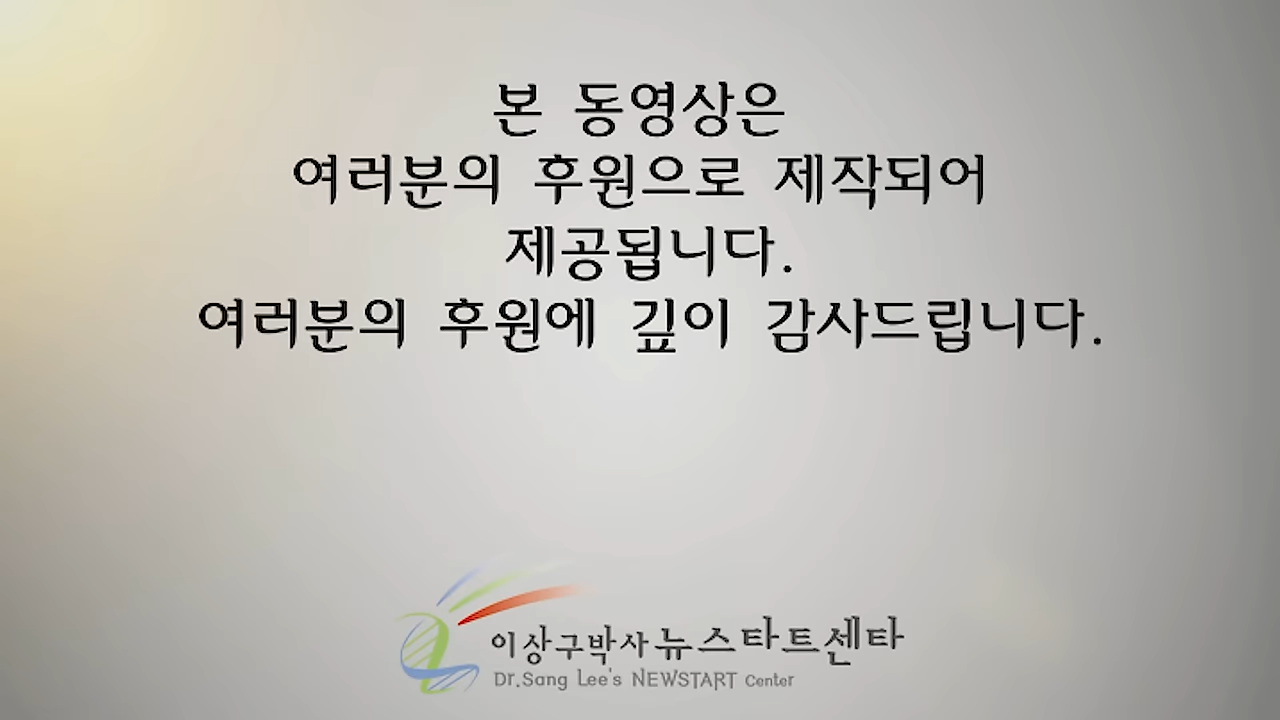 본 동영상은
여러분의 후원으로 제작되어
제공됩니다.
여러분의 후원에 깊이 감사드립니다.
이상구박사 뉴스타트센타
Dr.Sang Lee's NEWSTART Center